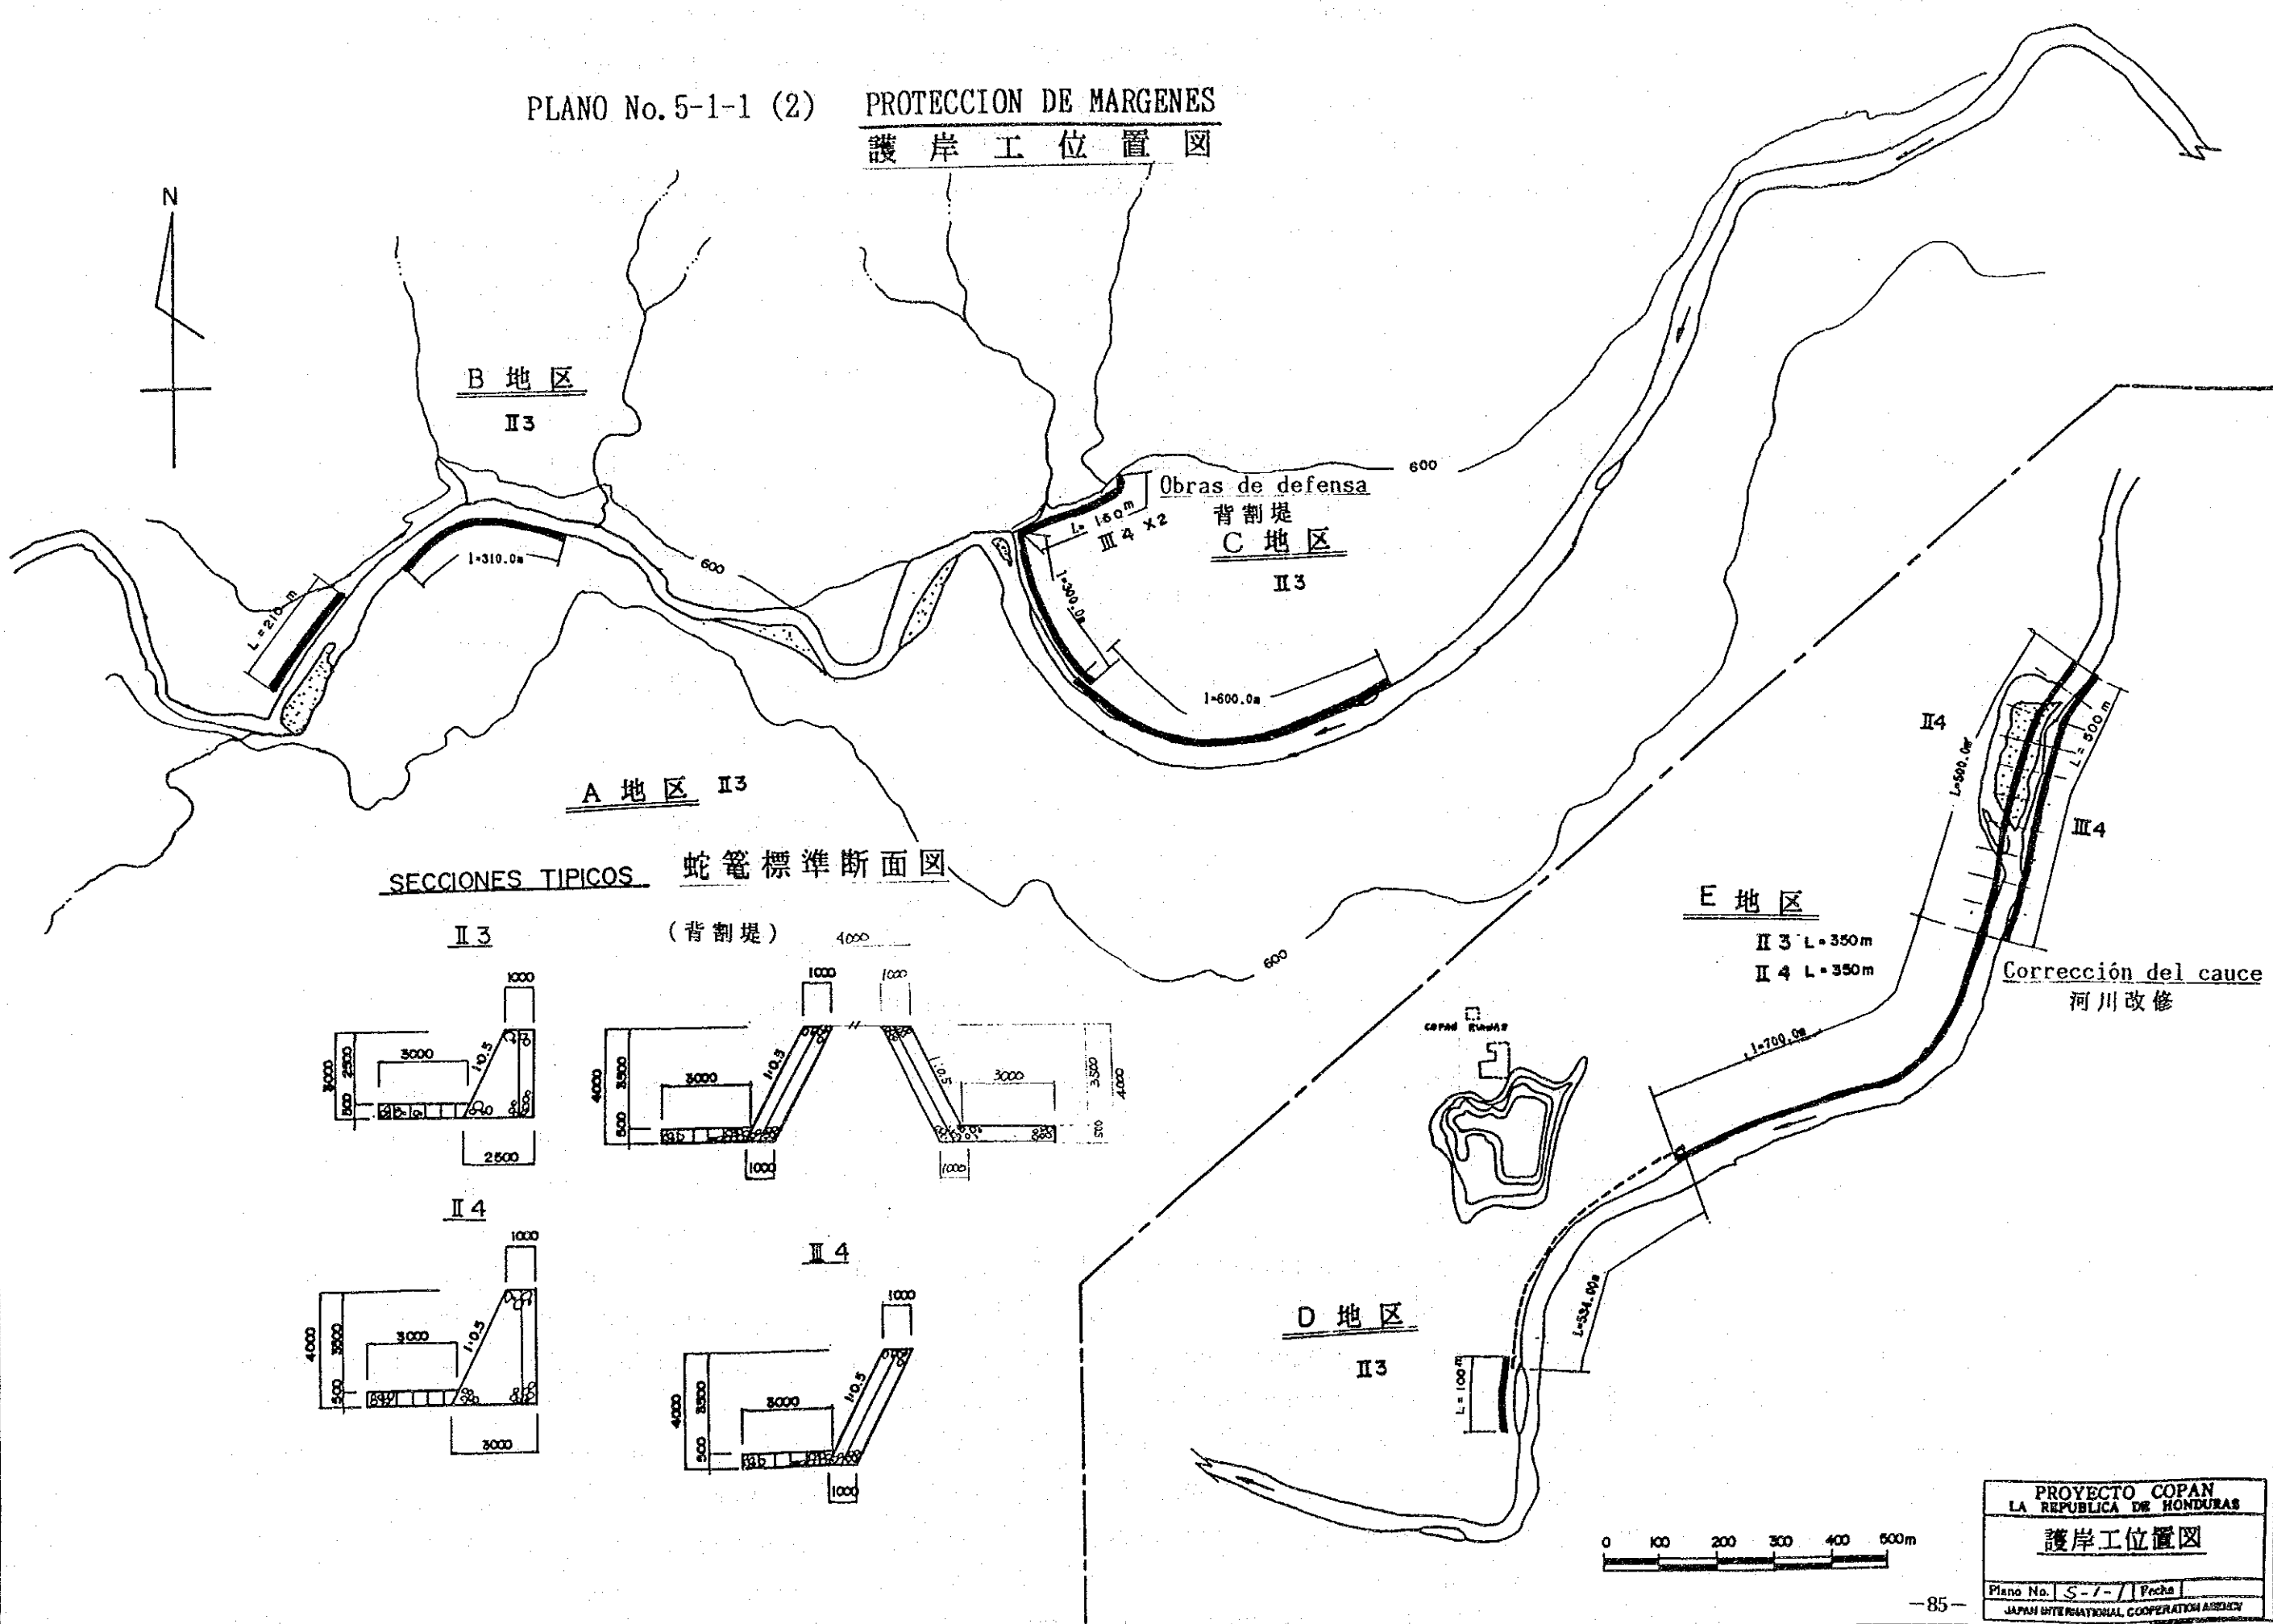 PLANO No. 5-1-1 (2) PROTECCION DE MARGENES
護岸工位置図
N
B 地区
II3
L=210 m
l=310.0m
600
600
Obras de defensa
背割堤
L= 160m
III 4 X2
C 地区
II3
l=300.0m
l=600.0m
A 地区 II3
SECCIONES TIPICOS 蛇篭標準断面図
II3
(背割堤)
4000
1000
3000
2500
500
3000
1:0.5
2500
1000
1000
4000
3500
500
3000
1:0.5
1:0.5
3000
3500
4000
1000
1000
II4
1000
4000
3500
500
3000
1:0.5
3000
III4
1000
4000
3500
500
3000
1:0.5
1000
600
II4
L=500.0m
L= 500 m
III4
E 地区
II3 L=350m
II4 L=350m
Corrección del cauce
河川改修
l=700.0m
COPAN RUINAS
D 地区
II3
L=534.00m
L=100m
0 100 200 300 400 500m
PROYECTO COPAN
LA REPUBLICA DE HONDURAS
護岸工位置図
Plano No. 5-1-1 Fecha
JAPAN INTERNATIONAL COOPERATION AGENCY
-85-